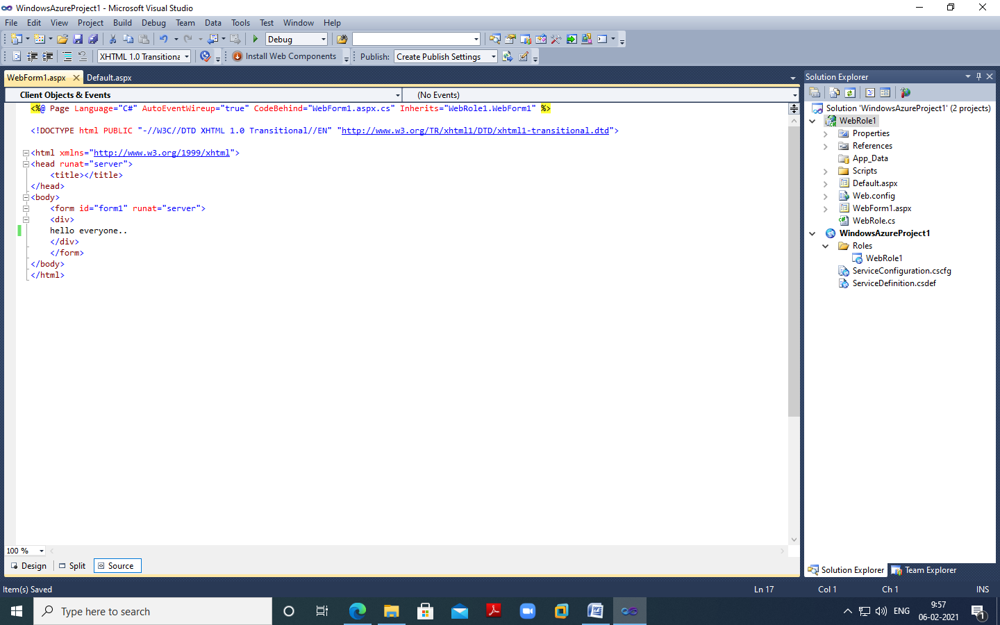 WindowsAzureProject1 - Microsoft Visual Studio
File Edit View Project Build Debug Team Data Tools Test Window Help
Debug
XHTML 1.0 Transitiona Install Web Components Publish: Create Publish Settings
WebForm1.aspx Default.aspx
Client Objects & Events (No Events)
<%@ Page Language="C#" AutoEventWireup="true" CodeBehind="WebForm1.aspx.cs" Inherits="WebRole1.WebForm1" %>
<!DOCTYPE html PUBLIC "-//W3C//DTD XHTML 1.0 Transitional//EN" "http://www.w3.org/TR/xhtml1/DTD/xhtml1-transitional.dtd">
<html xmlns="http://www.w3.org/1999/xhtml">
<head runat="server">
<title></title>
</head>
<body>
<form id="form1" runat="server">
<div>
hello everyone..
</div>
</form>
</body>
</html>
100 %
Design Split Source
Solution Explorer
Solution 'WindowsAzureProject1' (2 projects)
WebRole1
Properties
References
App_Data
Scripts
Default.aspx
Web.config
WebForm1.aspx
WebRole.cs
WindowsAzureProject1
Roles
WebRole1
ServiceConfiguration.cscfg
ServiceDefinition.csdef
Solution Explorer Team Explorer
Item(s) Saved Ln 17 Col 1 Ch 1 INS
Type here to search
ENG
9:57
06-02-2021
1